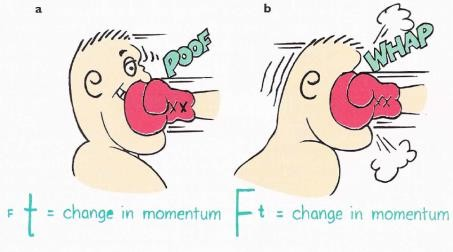 a
b
POOF
WHAP
F t = change in momentum
F t = change in momentum